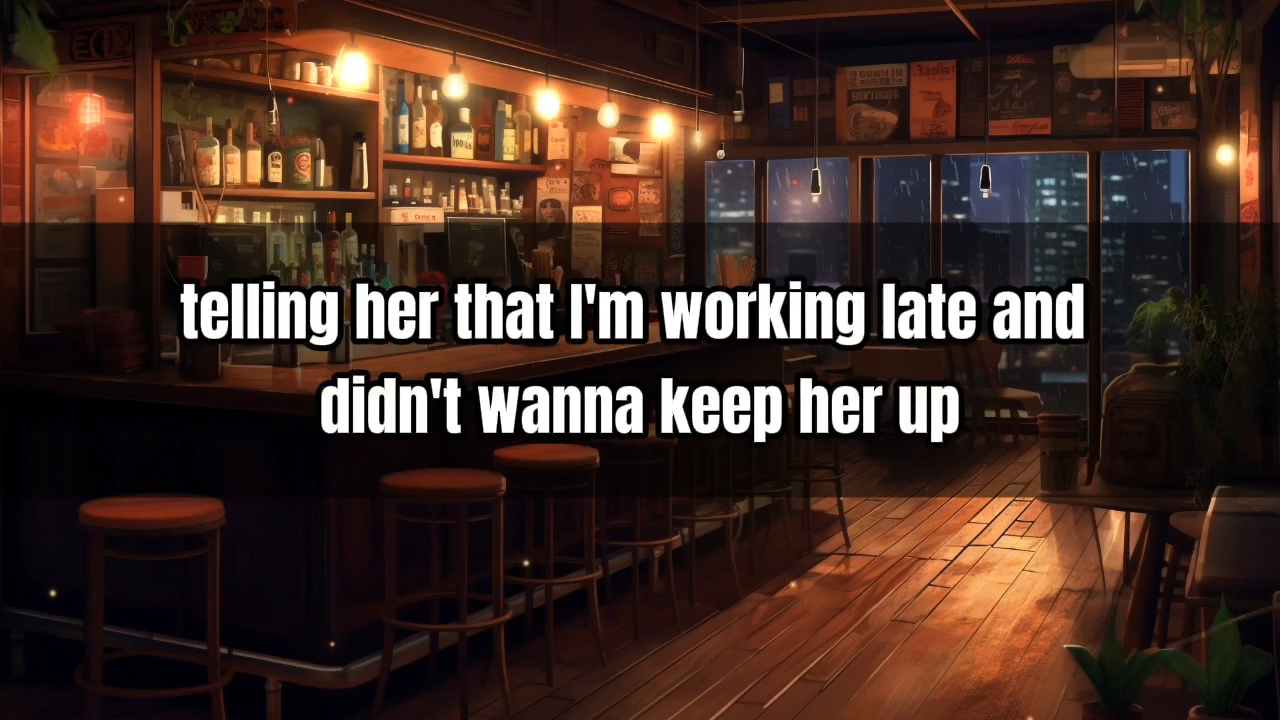 telling her that I'm working late and
didn't wanna keep her up